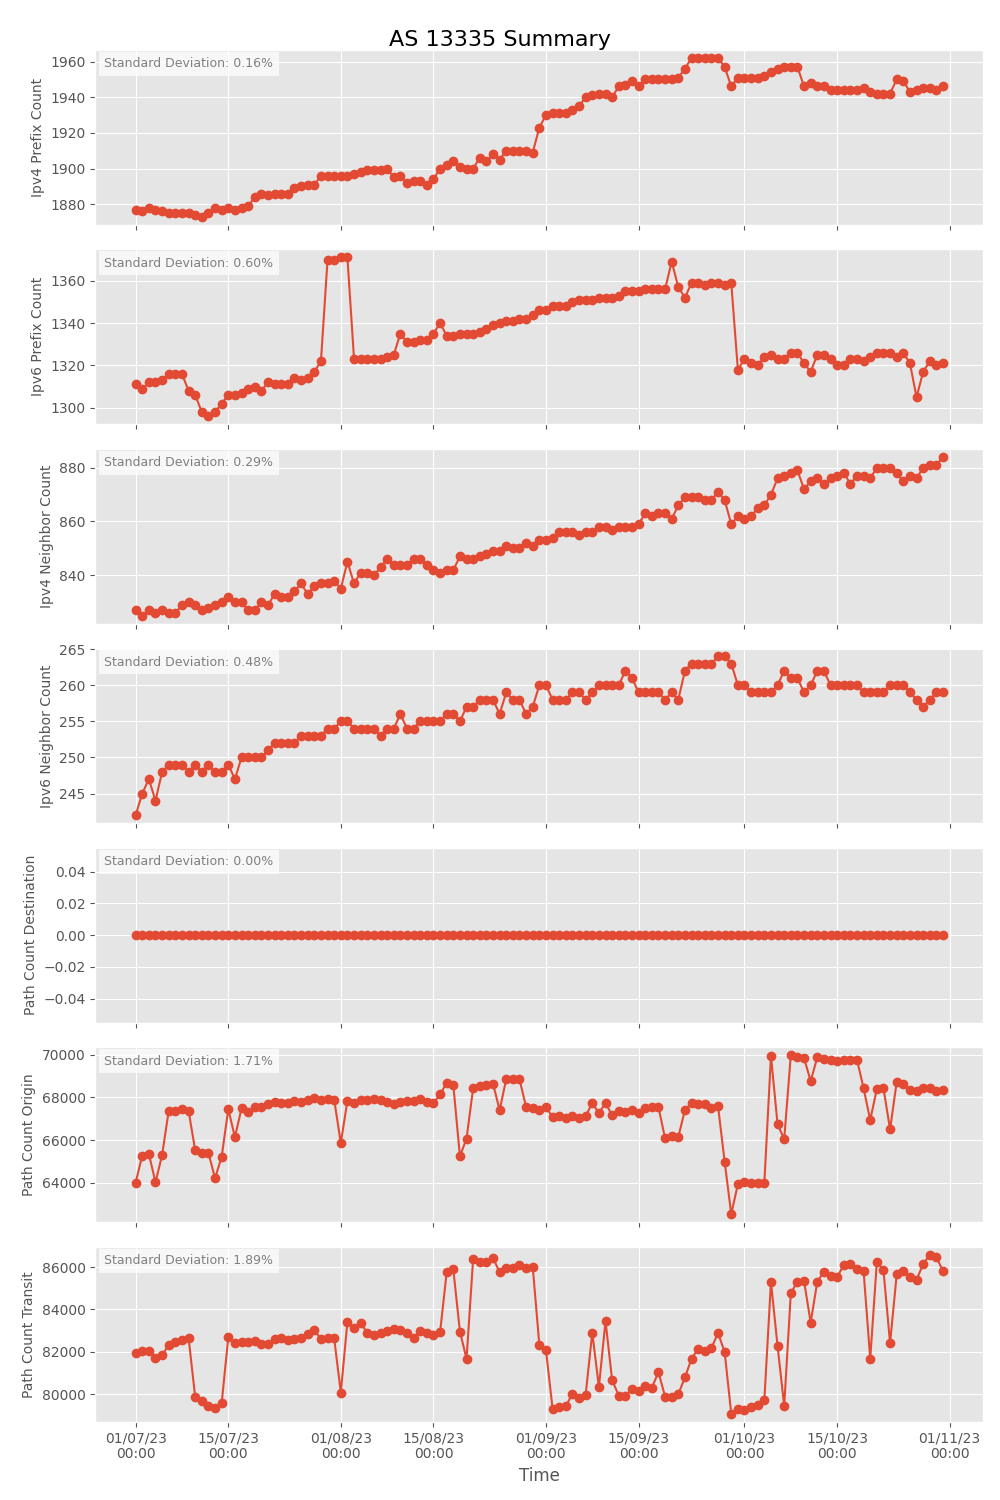 AS 13335 Summary
Standard Deviation: 0.16%
Ipv4 Prefix Count
1960
1940
1920
1900
1880
Standard Deviation: 0.60%
Ipv6 Prefix Count
1360
1340
1320
1300
Standard Deviation: 0.29%
Ipv4 Neighbor Count
880
860
840
Standard Deviation: 0.48%
Ipv6 Neighbor Count
265
260
255
250
245
Standard Deviation: 0.00%
Path Count Destination
0.04
0.02
0.00
−0.02
−0.04
Standard Deviation: 1.71%
Path Count Origin
70000
68000
66000
64000
Standard Deviation: 1.89%
Path Count Transit
86000
84000
82000
80000
01/07/23 15/07/23 01/08/23 15/08/23 01/09/23 15/09/23 01/10/23 15/10/23 01/11/23
00:00 00:00 00:00 00:00 00:00 00:00 00:00 00:00 00:00
Time